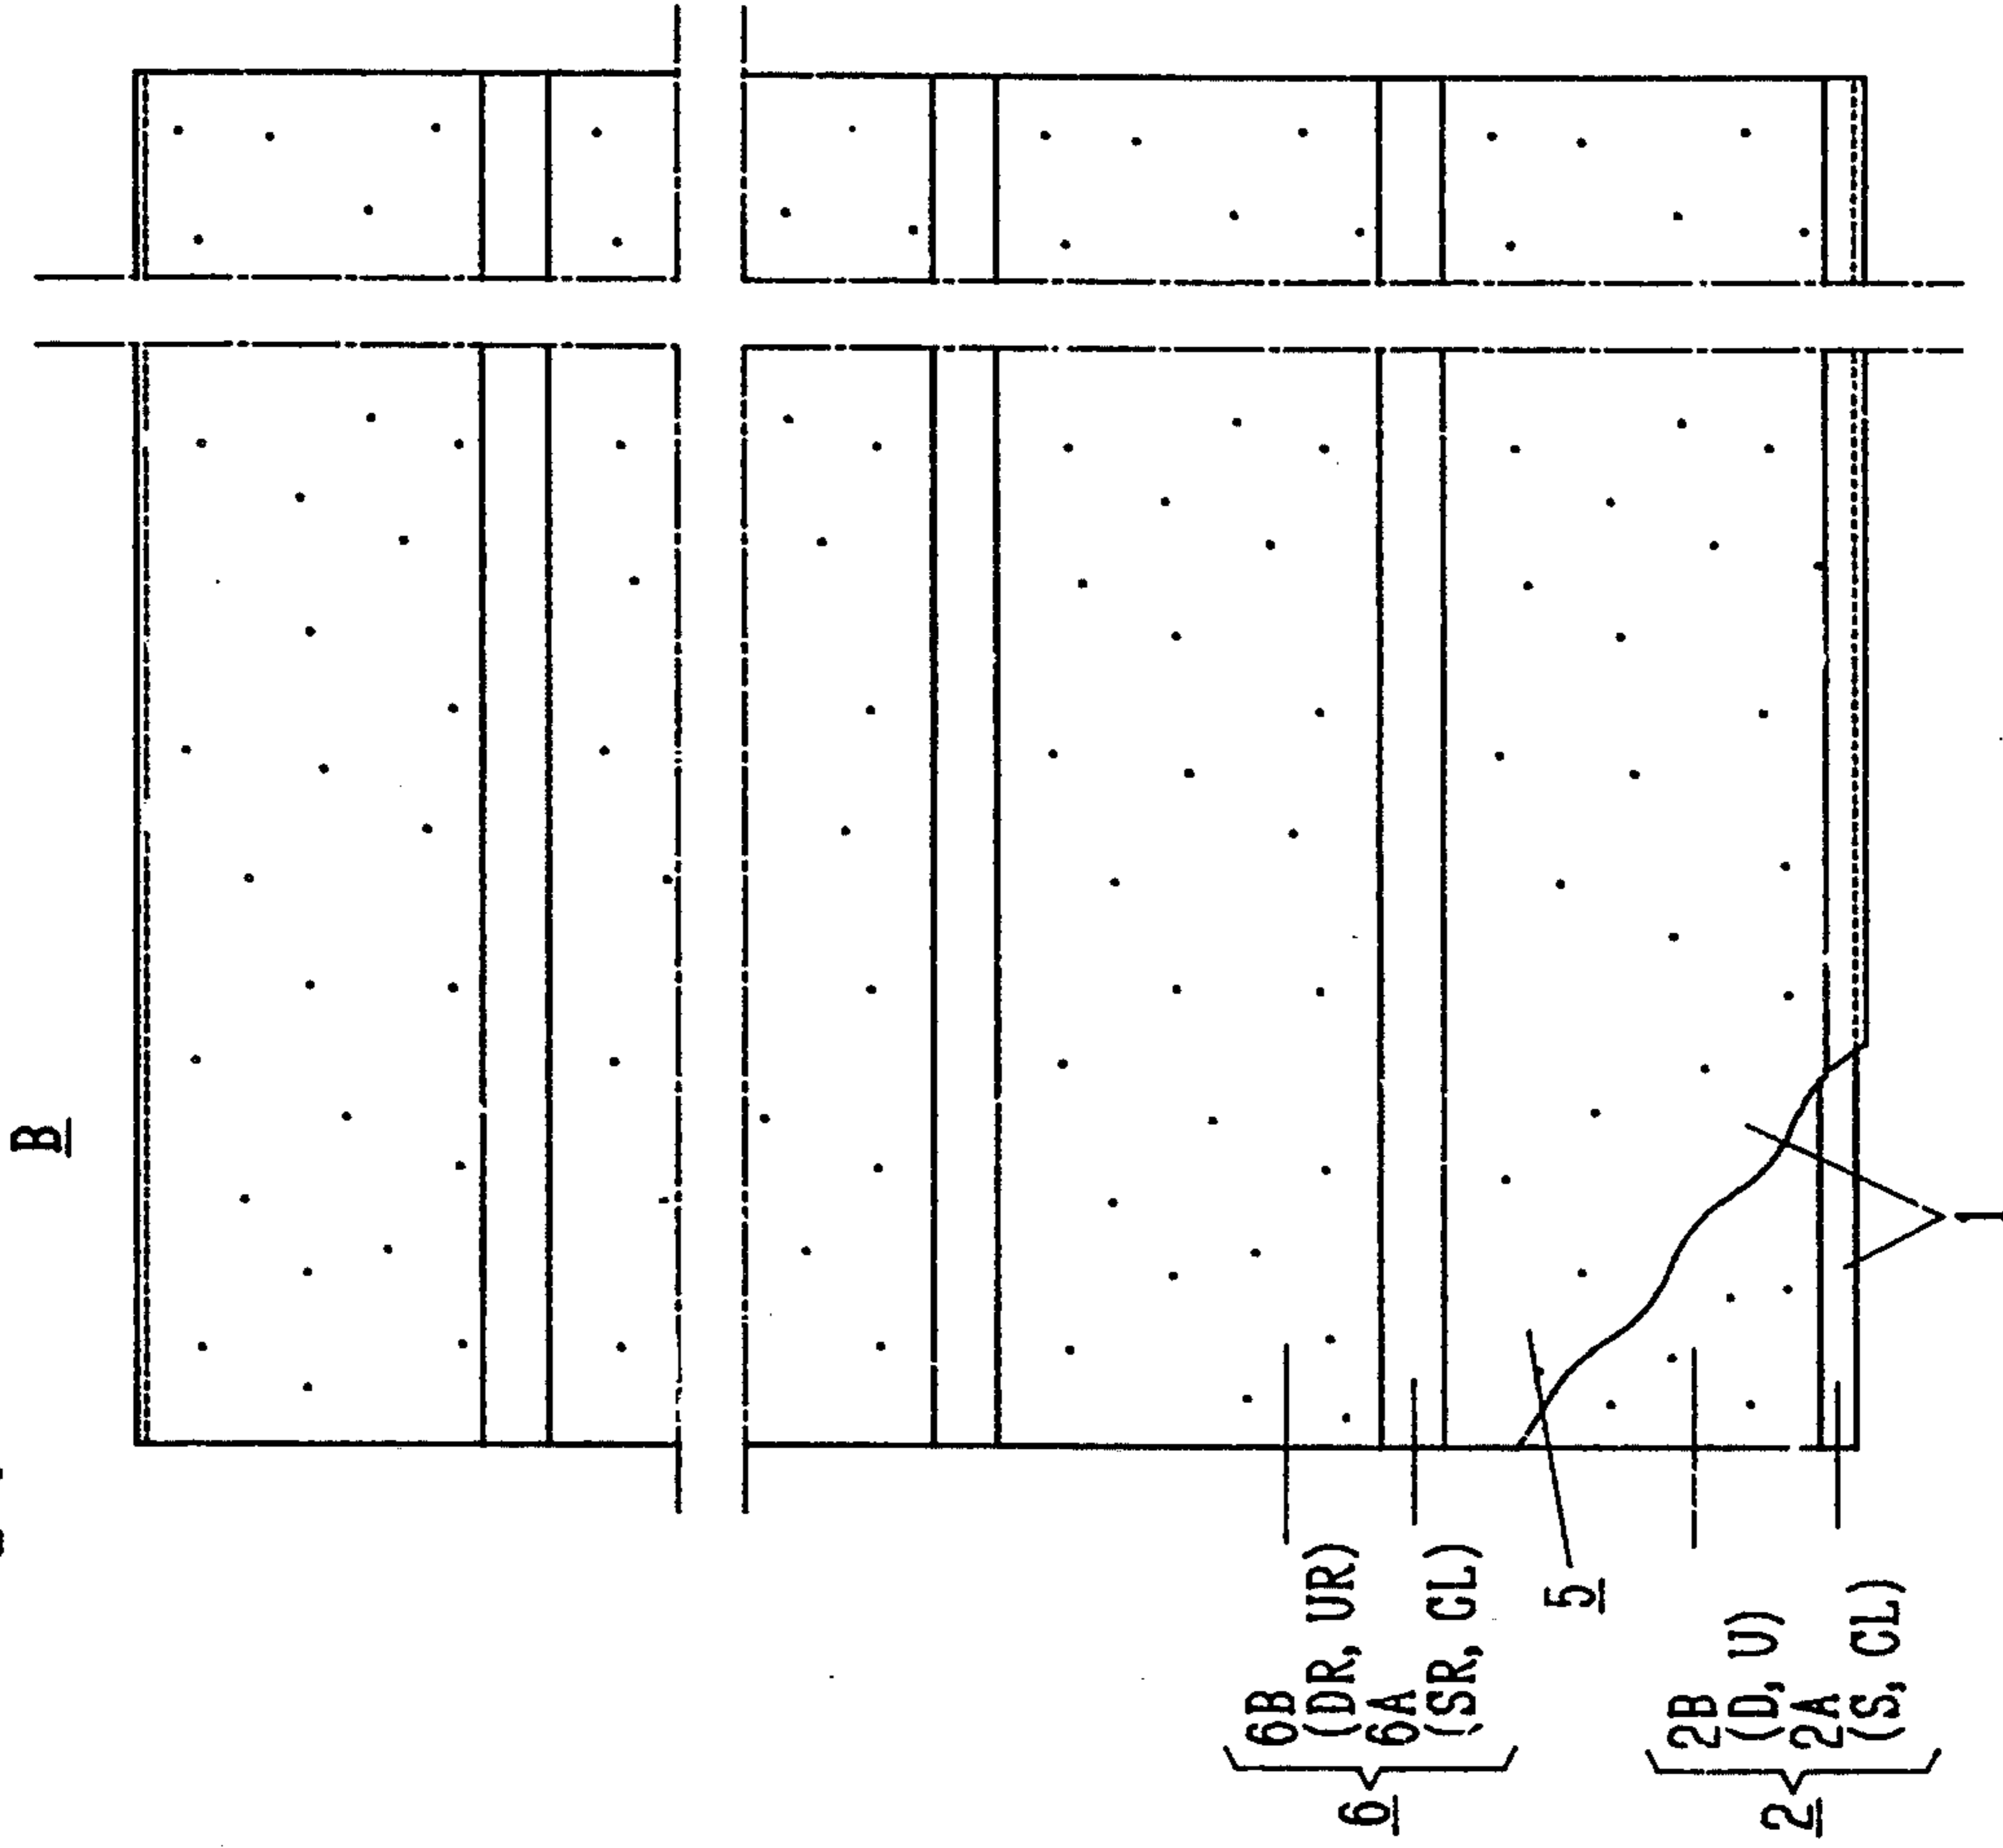 B
6
6B
(DR, UR)
6A
(SR, CL)
5
2
2B
(D, U)
2A
(S, CL)
1